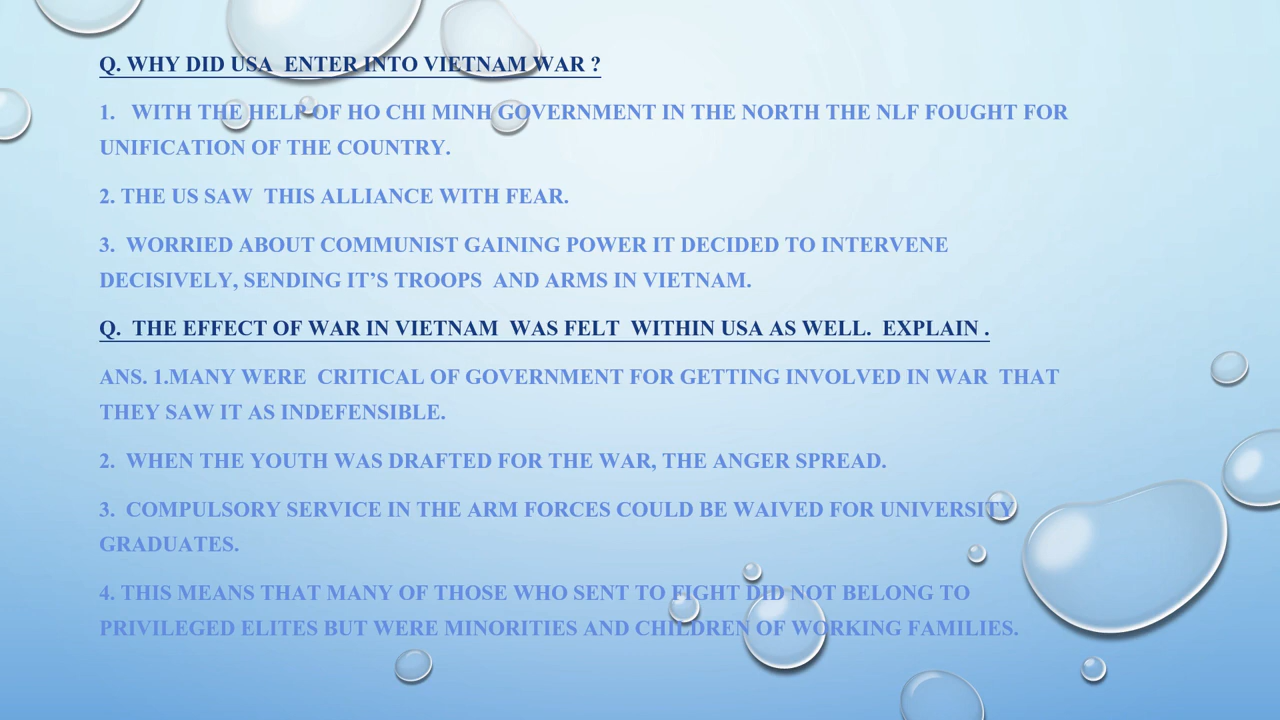 Q. WHY DID USA ENTER INTO VIETNAM WAR ?
1. WITH THE HELP OF HO CHI MINH GOVERNMENT IN THE NORTH THE NLF FOUGHT FOR
UNIFICATION OF THE COUNTRY.
2. THE US SAW THIS ALLIANCE WITH FEAR.
3. WORRIED ABOUT COMMUNIST GAINING POWER IT DECIDED TO INTERVENE
DECISIVELY, SENDING IT’S TROOPS AND ARMS IN VIETNAM.
Q. THE EFFECT OF WAR IN VIETNAM WAS FELT WITHIN USA AS WELL. EXPLAIN .
ANS. 1.MANY WERE CRITICAL OF GOVERNMENT FOR GETTING INVOLVED IN WAR THAT
THEY SAW IT AS INDEFENSIBLE.
2. WHEN THE YOUTH WAS DRAFTED FOR THE WAR, THE ANGER SPREAD.
3. COMPULSORY SERVICE IN THE ARM FORCES COULD BE WAIVED FOR UNIVERSITY
GRADUATES.
4. THIS MEANS THAT MANY OF THOSE WHO SENT TO FIGHT DID NOT BELONG TO
PRIVILEGED ELITES BUT WERE MINORITIES AND CHILDREN OF WORKING FAMILIES.